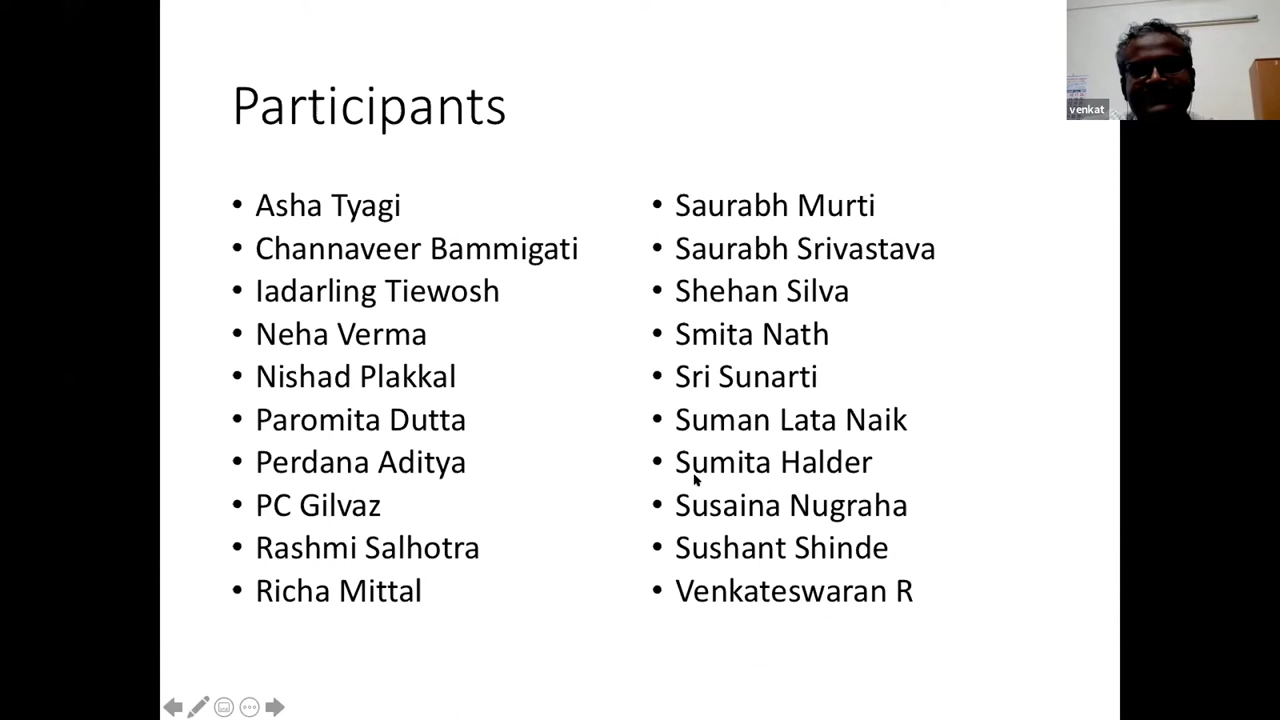 Participants
• Asha Tyagi
• Channaveer Bammigati
• Iadarling Tiewosh
• Neha Verma
• Nishad Plakkal
• Paromita Dutta
• Perdana Aditya
• PC Gilvaz
• Rashmi Salhotra
• Richa Mittal
• Saurabh Murti
• Saurabh Srivastava
• Shehan Silva
• Smita Nath
• Sri Sunarti
• Suman Lata Naik
• Sumita Halder
• Susaina Nugraha
• Sushant Shinde
• Venkateswaran R
venkat